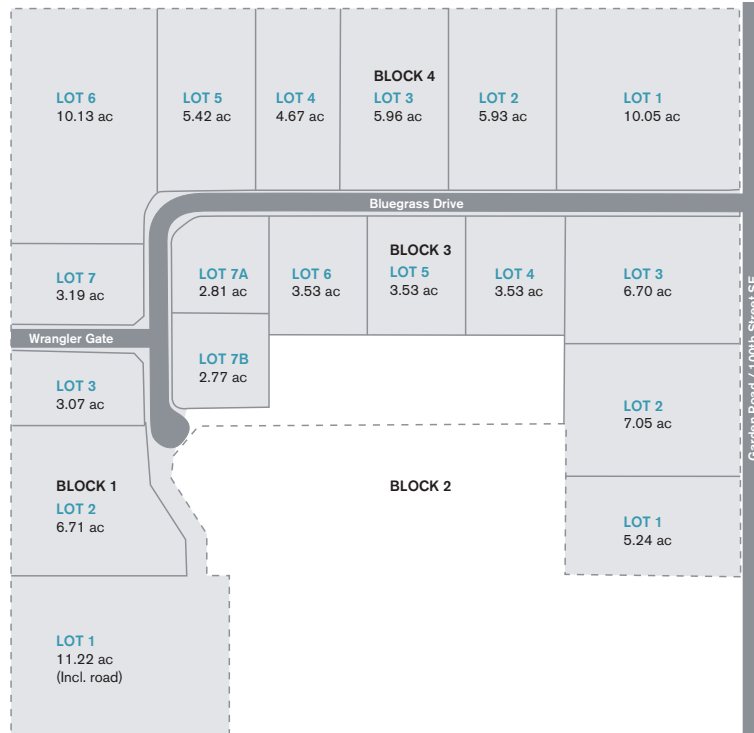 BLOCK 4
LOT 6
10.13 ac
LOT 5
5.42 ac
LOT 4
4.67 ac
LOT 3
5.96 ac
LOT 2
5.93 ac
LOT 1
10.05 ac
Bluegrass Drive
BLOCK 3
LOT 7
3.19 ac
LOT 7A
2.81 ac
LOT 6
3.53 ac
LOT 5
3.53 ac
LOT 4
3.53 ac
LOT 3
6.70 ac
Wrangler Gate
LOT 7B
2.77 ac
LOT 3
3.07 ac
LOT 2
7.05 ac
Garden Road / 100th Street SE
BLOCK 1
LOT 2
6.71 ac
BLOCK 2
LOT 1
5.24 ac
LOT 1
11.22 ac
(Incl. road)